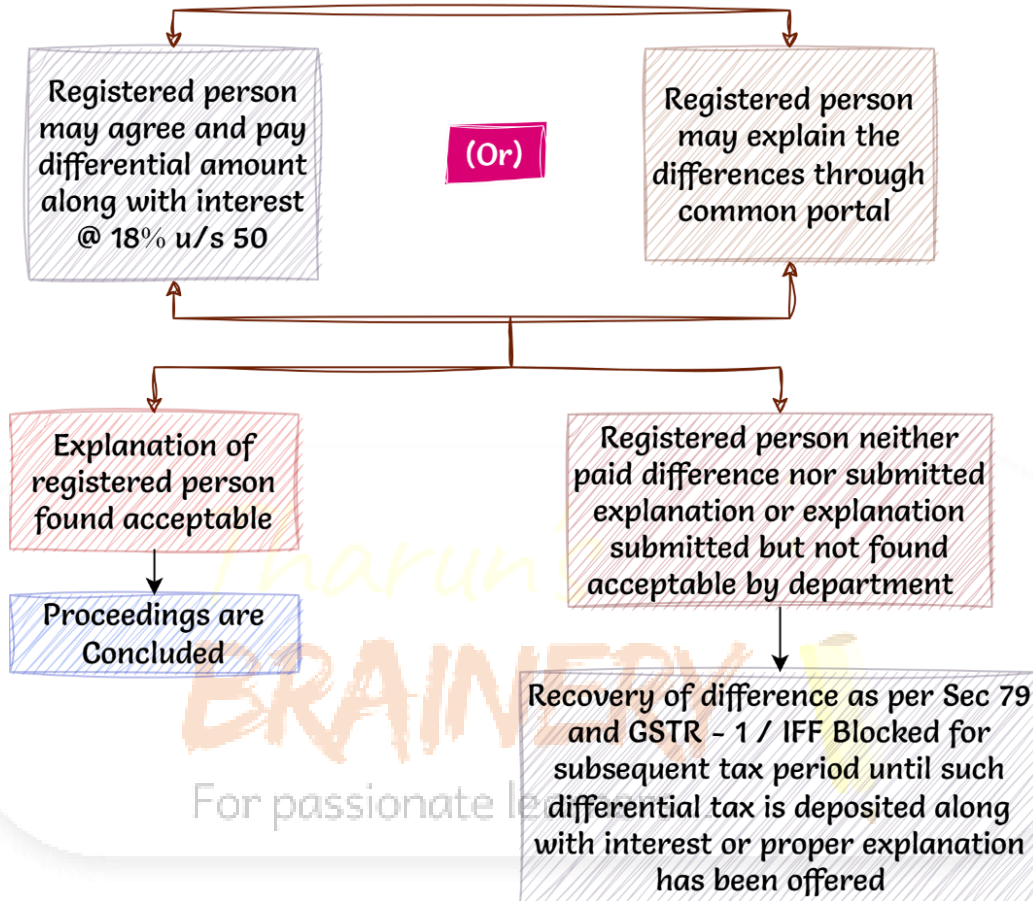 Registered person
may agree and pay
differential amount
along with interest
@ 18% u/s 50
(Or)
Registered person
may explain the
differences through
common portal
Explanation of
registered person
found acceptable
Proceedings are
Concluded
Registered person neither
paid difference nor submitted
explanation or explanation
submitted but not found
acceptable by department
Recovery of difference as per Sec 79
and GSTR - 1 / IFF Blocked for
subsequent tax period until such
differential tax is deposited along
with interest or proper explanation
has been offered
Tharun's
BRAINERY
For passionate